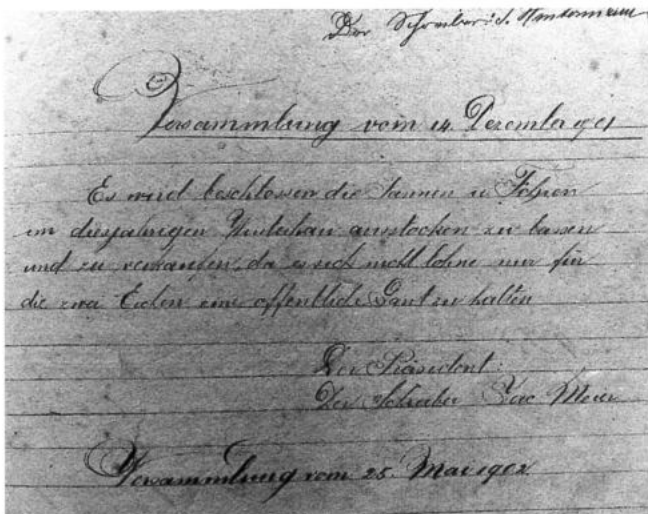 Der Schreiber: J.
Versammlung vom 14. Dezember 1901
Es wird beschlossen die Tannen u. Föhren
im diesjährigen Winterhau ausstocken zu lassen
und zu verkaufen, da es sich nicht lohne nur für
die zwei Eichen eine öffentliche Gant zu halten
Der Präsident:
Der Schreiber Jac Meier
Versammlung vom 25. Mai 1902.